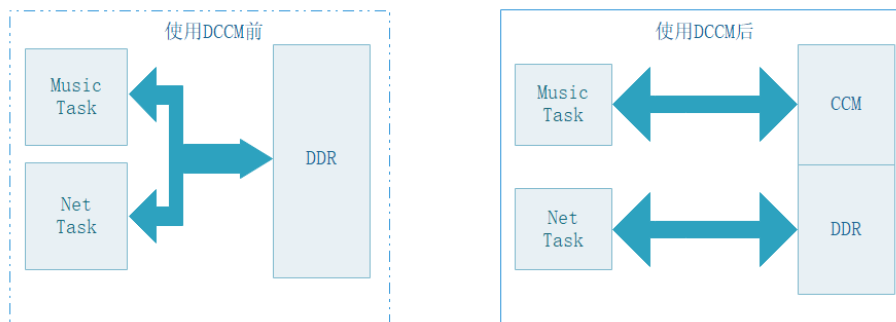 使用DCCM前
Music
Task
Net
Task
DDR
使用DCCM后
Music
Task
Net
Task
CCM
DDR